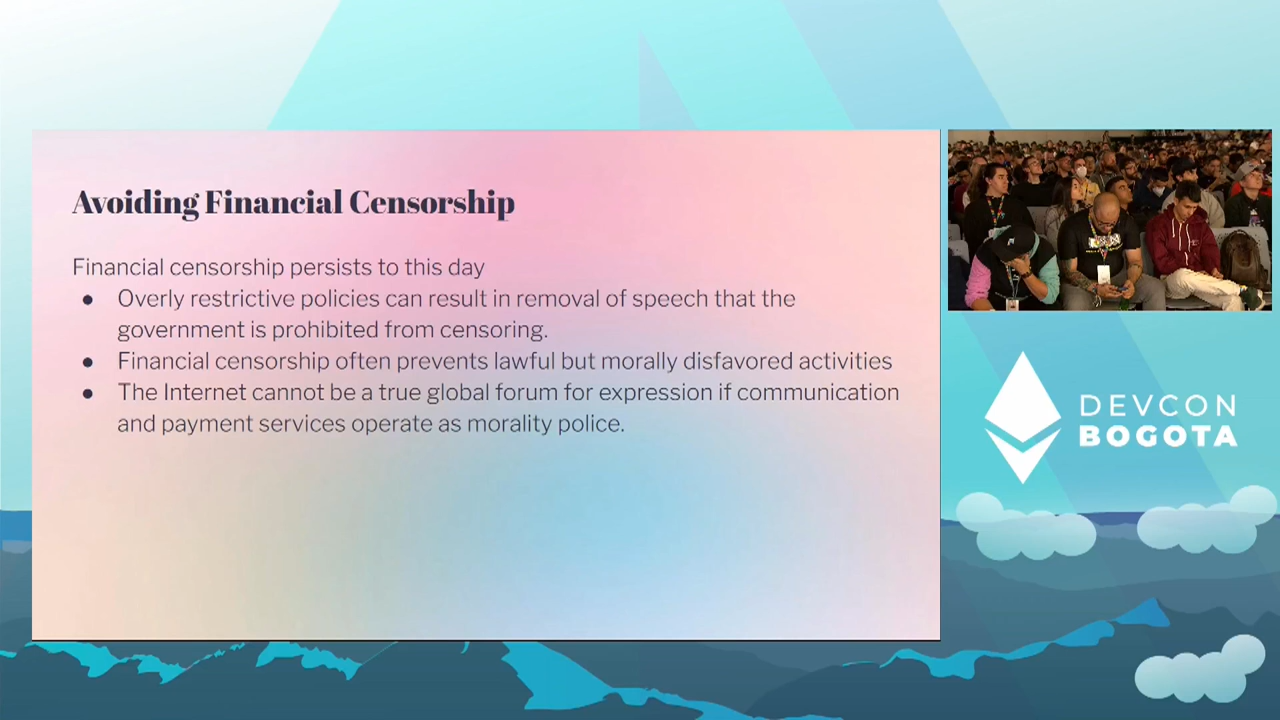 Avoiding Financial Censorship
Financial censorship persists to this day
● Overly restrictive policies can result in removal of speech that the
government is prohibited from censoring.
● Financial censorship often prevents lawful but morally disfavored activities
● The Internet cannot be a true global forum for expression if communication
and payment services operate as morality police.
DEVCON
BOGOTA